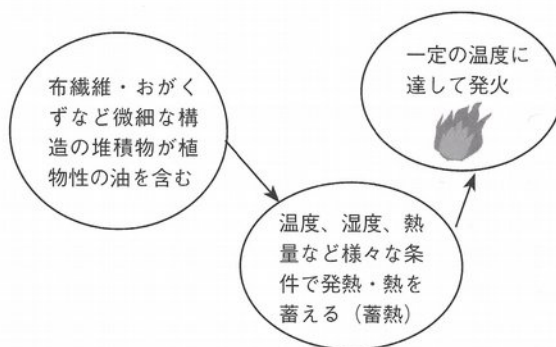 布繊維・おがく
ずなど微細な構
造の堆積物が植
物性の油を含む
温度、湿度、熱
量など様々な条
件で発熱・熱を
蓄える（蓄熱）
一定の温度に
達して発火